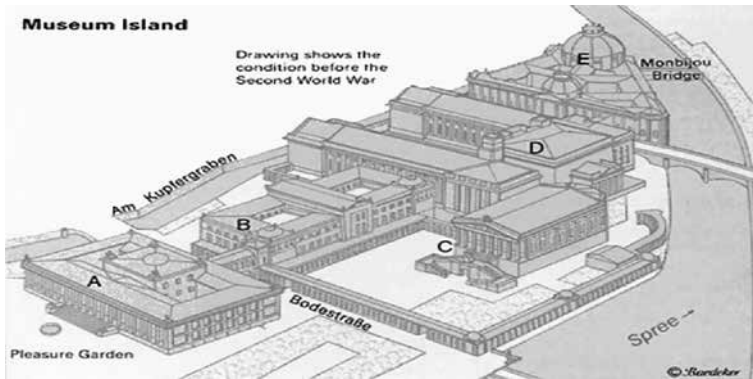 Museum Island
Drawing shows the
condition before the
Second World War
E
Monbijou
Bridge
D
Am Kupfergraben
B
C
A
Bodestraße
Spree →
Pleasure Garden
© Baedeker